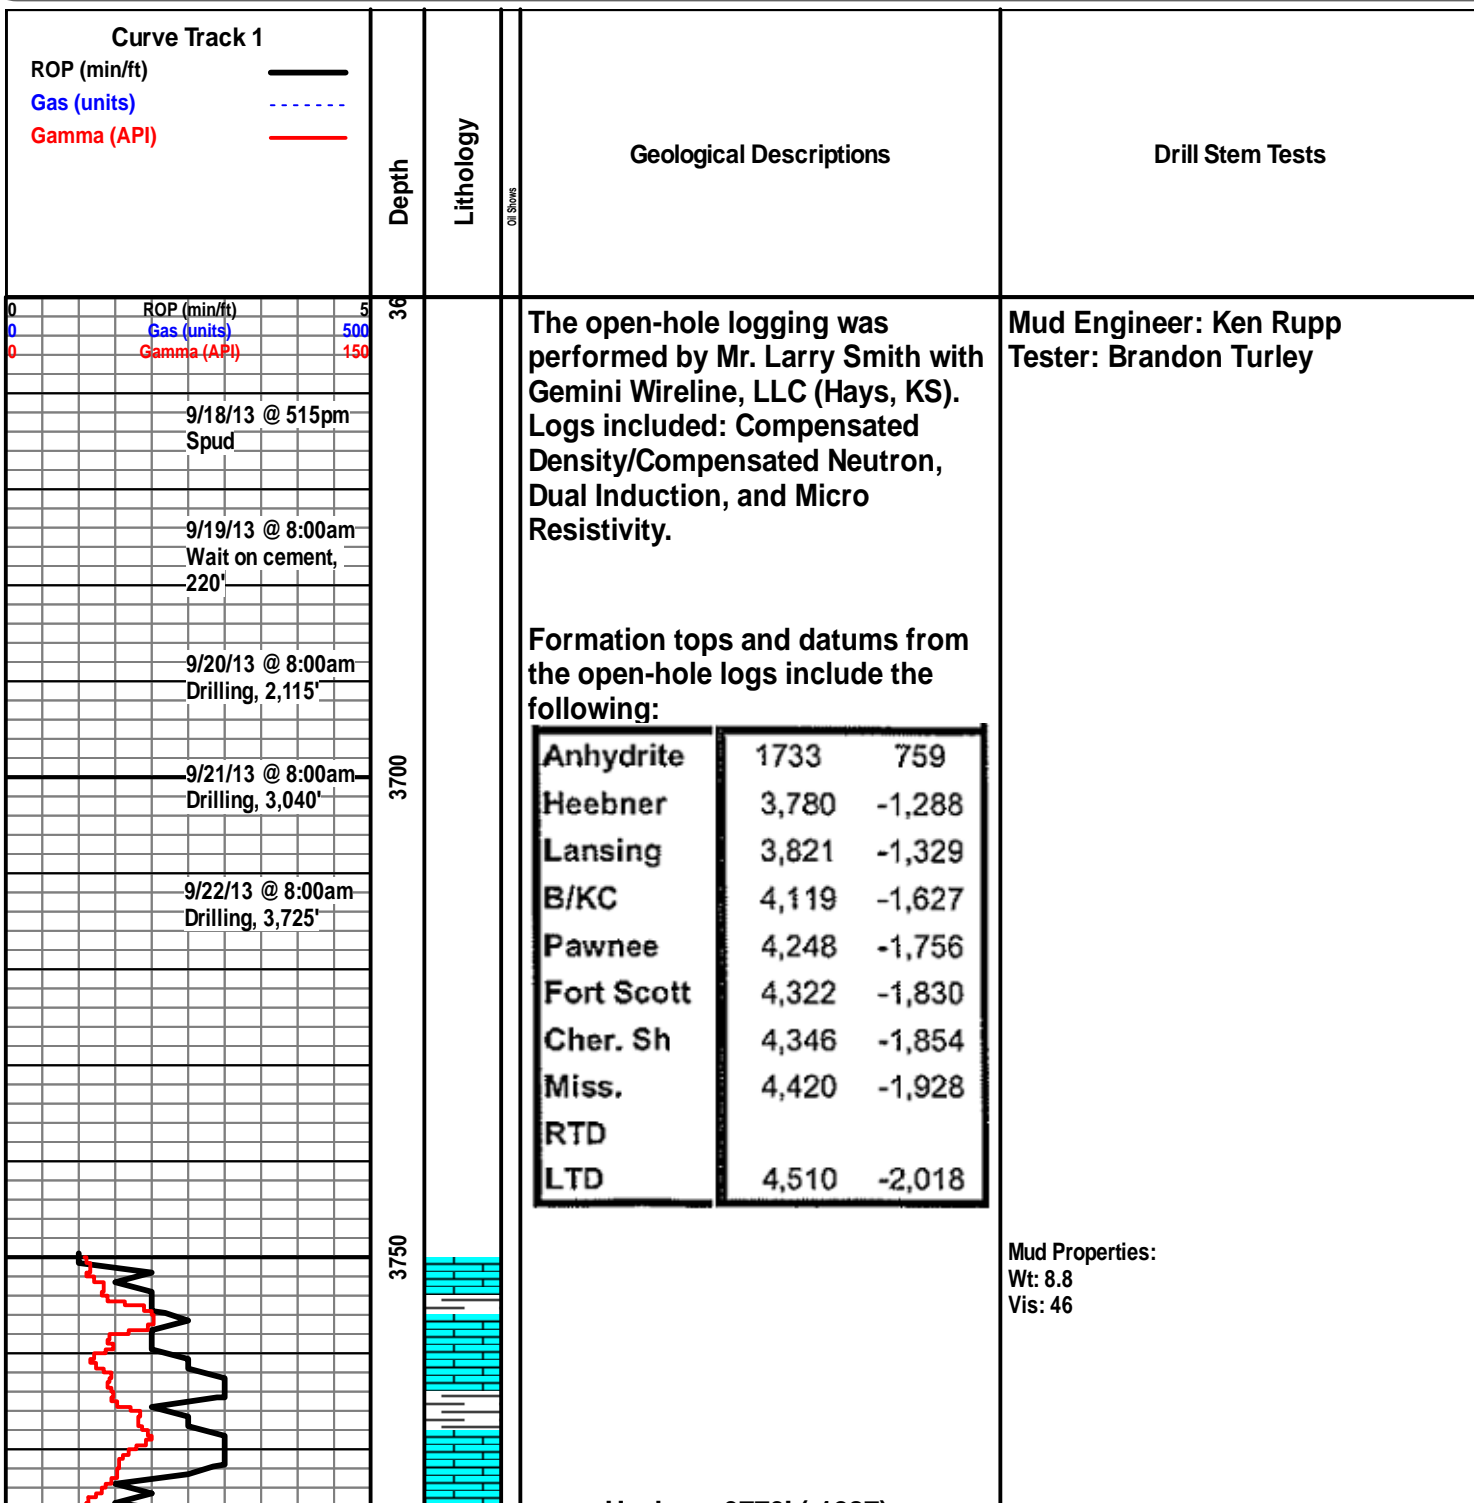 Curve Track 1
ROP (min/ft)
Gas (units)
Gamma (API)
Depth
Lithology
Oil Shows
Geological Descriptions
Drill Stem Tests
0 ROP (min/ft) 5
0 Gas (units) 500
0 Gamma (API) 150
36
9/18/13 @ 515pm
Spud
9/19/13 @ 8:00am
Wait on cement,
220'
9/20/13 @ 8:00am
Drilling, 2,115'
9/21/13 @ 8:00am
Drilling, 3,040'
9/22/13 @ 8:00am
Drilling, 3,725'
3700
3750
The open-hole logging was
performed by Mr. Larry Smith with
Gemini Wireline, LLC (Hays, KS).
Logs included: Compensated
Density/Compensated Neutron,
Dual Induction, and Micro
Resistivity.
Formation tops and datums from
the open-hole logs include the
following:
Anhydrite 1733 759
Heebner 3,780 -1,288
Lansing 3,821 -1,329
B/KC 4,119 -1,627
Pawnee 4,248 -1,756
Fort Scott 4,322 -1,830
Cher. Sh 4,346 -1,854
Miss. 4,420 -1,928
RTD
LTD 4,510 -2,018
Mud Engineer: Ken Rupp
Tester: Brandon Turley
Mud Properties:
Wt: 8.8
Vis: 46